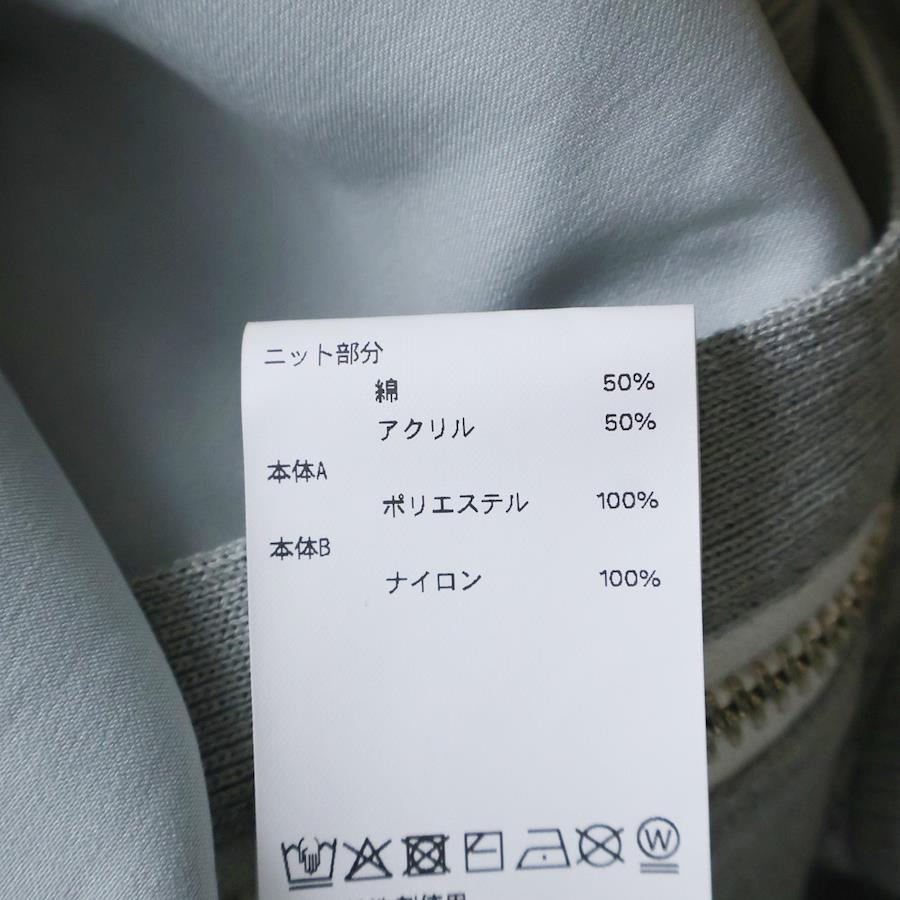 ニット部分
綿 50%
アクリル 50%
本体A
ポリエステル 100%
本体B
ナイロン 100%
W